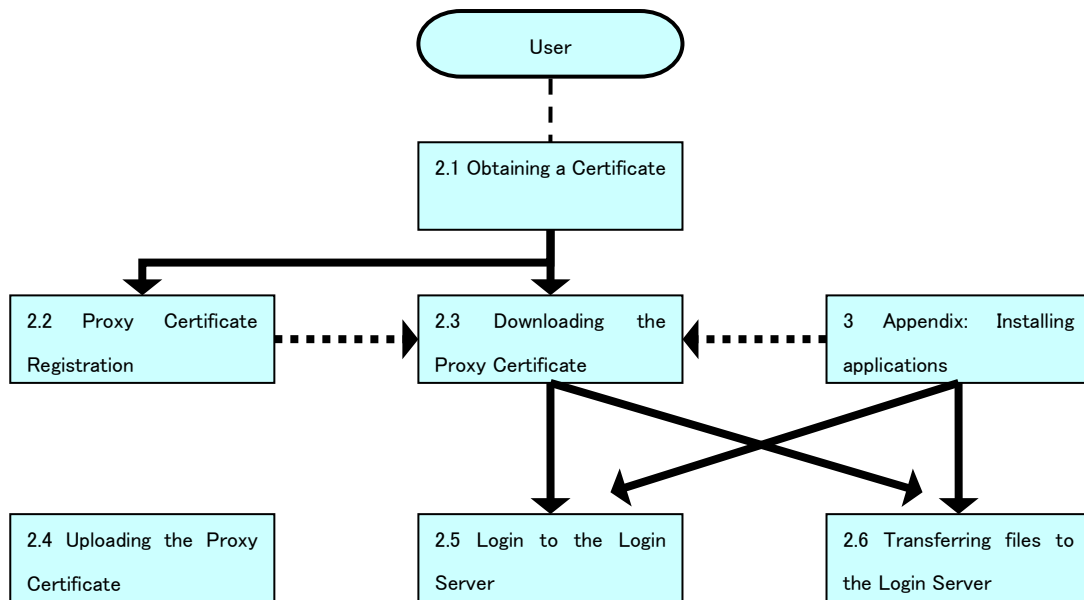 User
2.1 Obtaining a Certificate
2.2 Proxy Certificate
Registration
2.3 Downloading the
Proxy Certificate
3 Appendix: Installing
applications
2.4 Uploading the Proxy
Certificate
2.5 Login to the Login
Server
2.6 Transferring files to
the Login Server